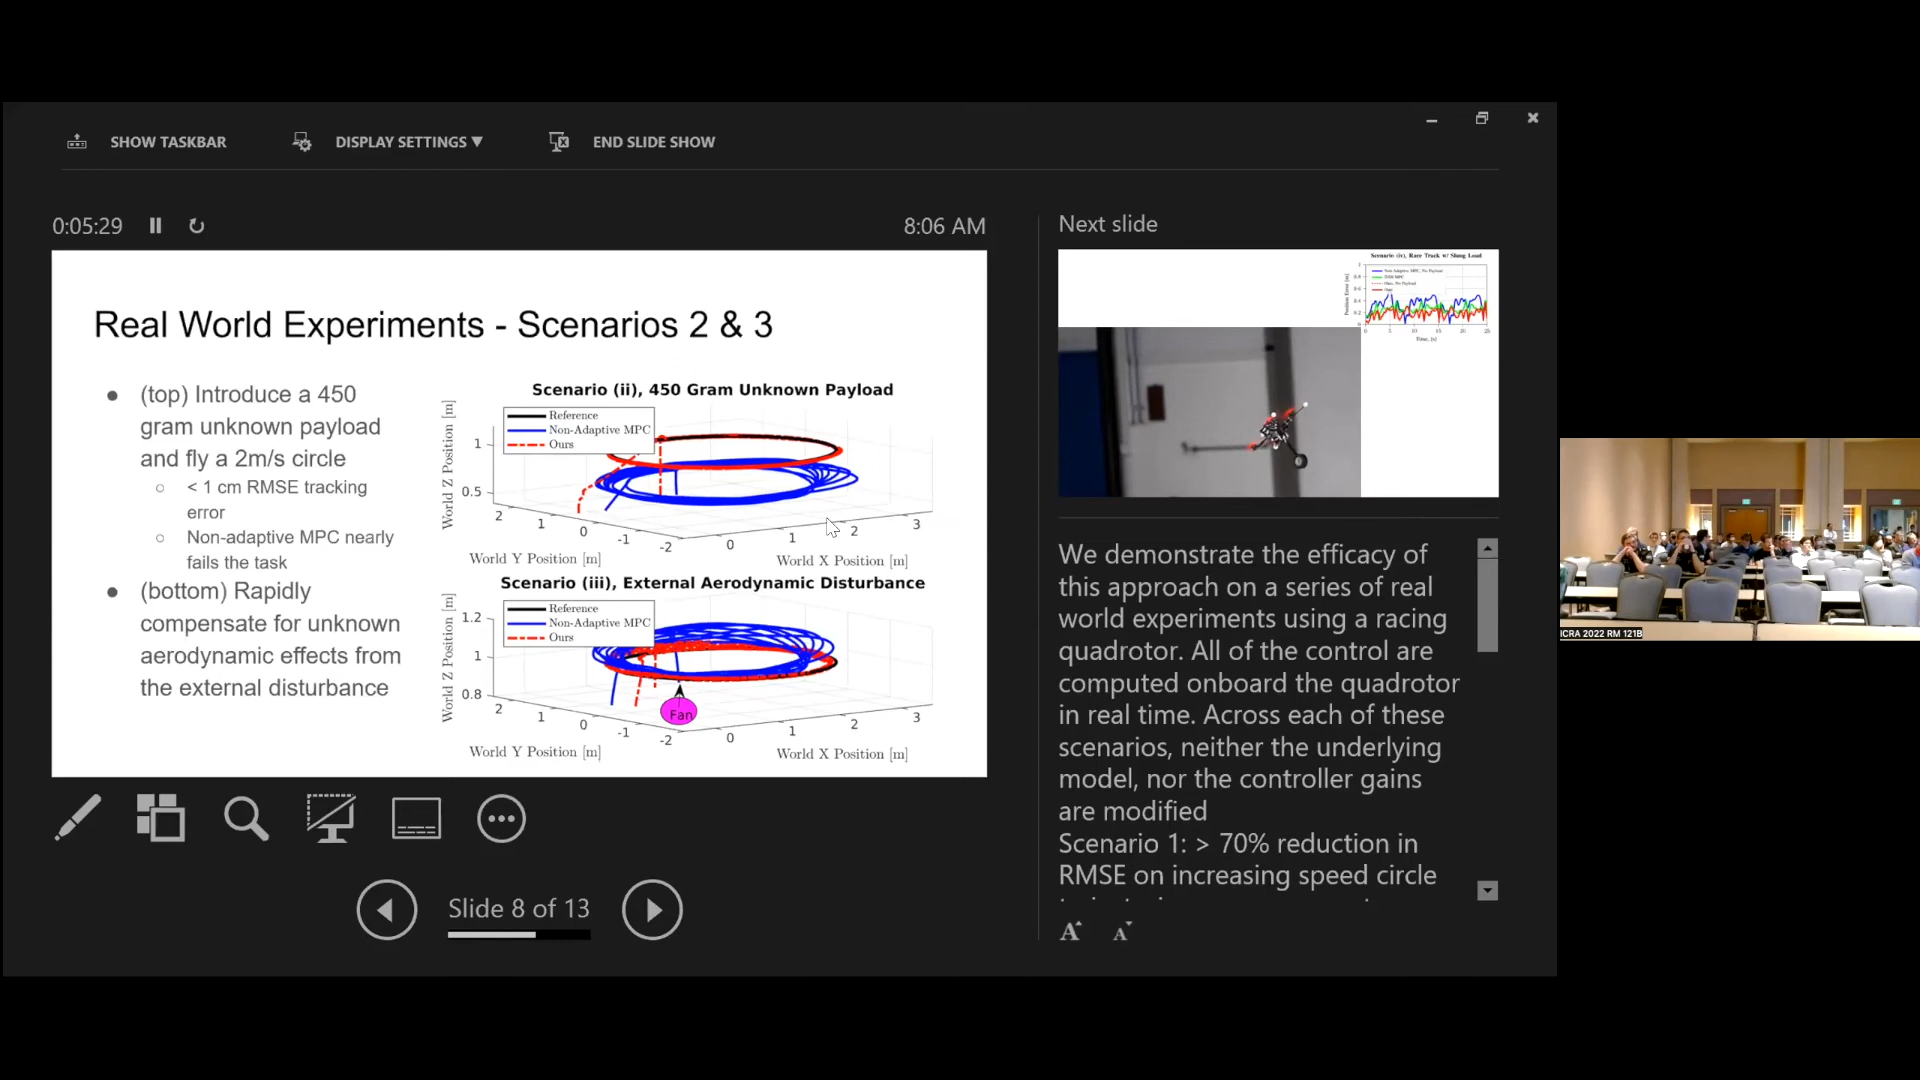 SHOW TASKBAR
DISPLAY SETTINGS ▼
END SLIDE SHOW
0:05:29
8:06 AM
Real World Experiments - Scenarios 2 & 3
● (top) Introduce a 450
gram unknown payload
and fly a 2m/s circle
○ < 1 cm RMSE tracking
error
○ Non-adaptive MPC nearly
fails the task
● (bottom) Rapidly
compensate for unknown
aerodynamic effects from
the external disturbance
Scenario (ii), 450 Gram Unknown Payload
Reference
Non-Adaptive MPC
Ours
World Z Position [m]
1
0.5
2
1
0
-1
-2
0
1
2
3
World Y Position [m]
World X Position [m]
Scenario (iii), External Aerodynamic Disturbance
Reference
Non-Adaptive MPC
Ours
World Z Position [m]
1.2
1
0.8
Fan
2
1
0
-1
-2
0
1
2
3
World Y Position [m]
World X Position [m]
Slide 8 of 13
Next slide
Scenario (iv), Race Track w/ Slung Load
Position Error [m]
Time, [s]
We demonstrate the efficacy of
this approach on a series of real
world experiments using a racing
quadrotor. All of the control are
computed onboard the quadrotor
in real time. Across each of these
scenarios, neither the underlying
model, nor the controller gains
are modified
Scenario 1: > 70% reduction in
RMSE on increasing speed circle
A
A
ICRA 2022 RM 121B